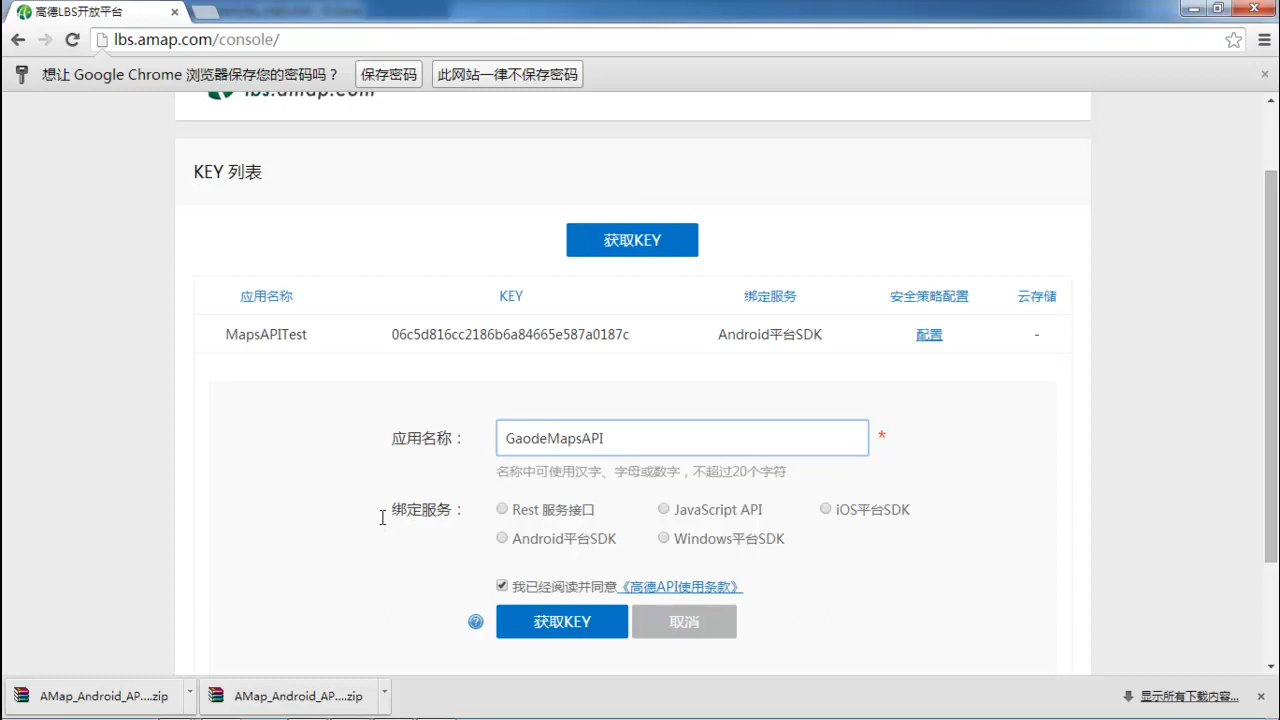 高德LBS开放平台
lbs.amap.com/console/
想让 Google Chrome 浏览器保存您的密码吗？ 保存密码 此网站一律不保存密码
lbs.amap.com
KEY 列表
获取KEY
应用名称 KEY 绑定服务 安全策略配置 云存储
MapsAPITest 06c5d816cc2186b6a84665e587a0187c Android平台SDK 配置 -
应用名称： GaodeMapsAPI *
名称中可使用汉字、字母或数字，不超过20个字符
绑定服务： Rest 服务接口 JavaScript API iOS平台SDK
Android平台SDK Windows平台SDK
我已经阅读并同意《高德API使用条款》
获取KEY 取消
AMap_Android_AP....zip AMap_Android_AP....zip 显示所有下载内容...